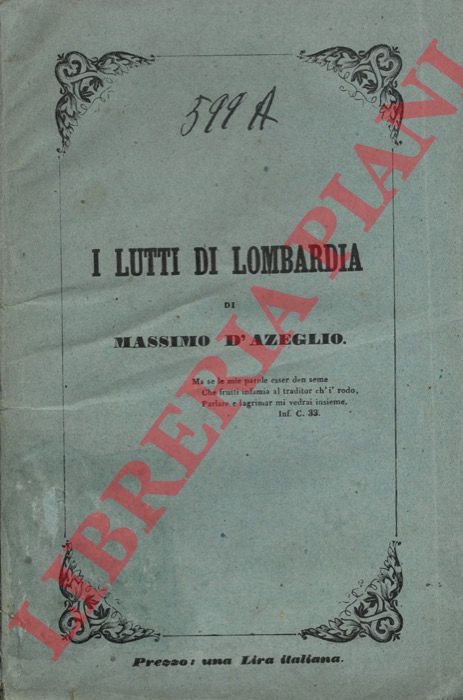 599 A
I LUTTI DI LOMBARDIA
DI
MASSIMO D'AZEGLIO.
Ma se le mie parole esser den seme
Che frutti infamia al traditor ch' i' rodo,
Parlare e lagrimar mi vedrai insieme.
Inf. C. 33.
Prezzo: una Lira italiana.
LIBRERIA PIANI